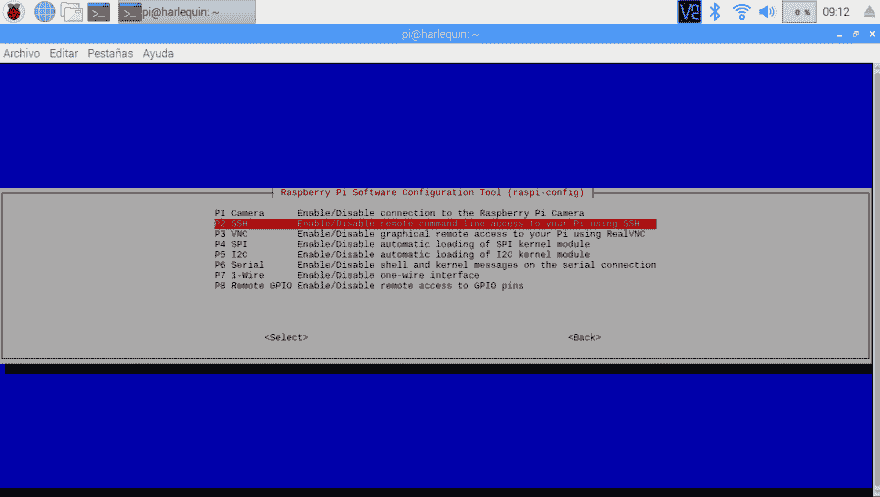 pi@harlequin: ~ 0 % 09:12
pi@harlequin: ~
Archivo Editar Pestañas Ayuda
Raspberry Pi Software Configuration Tool (raspi-config)
P1 Camera Enable/Disable connection to the Raspberry Pi Camera
P2 SSH Enable/Disable remote command line access to your Pi using SSH
P3 VNC Enable/Disable graphical remote access to your Pi using RealVNC
P4 SPI Enable/Disable automatic loading of SPI kernel module
P5 I2C Enable/Disable automatic loading of I2C kernel module
P6 Serial Enable/Disable shell and kernel messages on the serial connection
P7 1-Wire Enable/Disable one-wire interface
P8 Remote GPIO Enable/Disable remote access to GPIO pins
<Select> <Back>